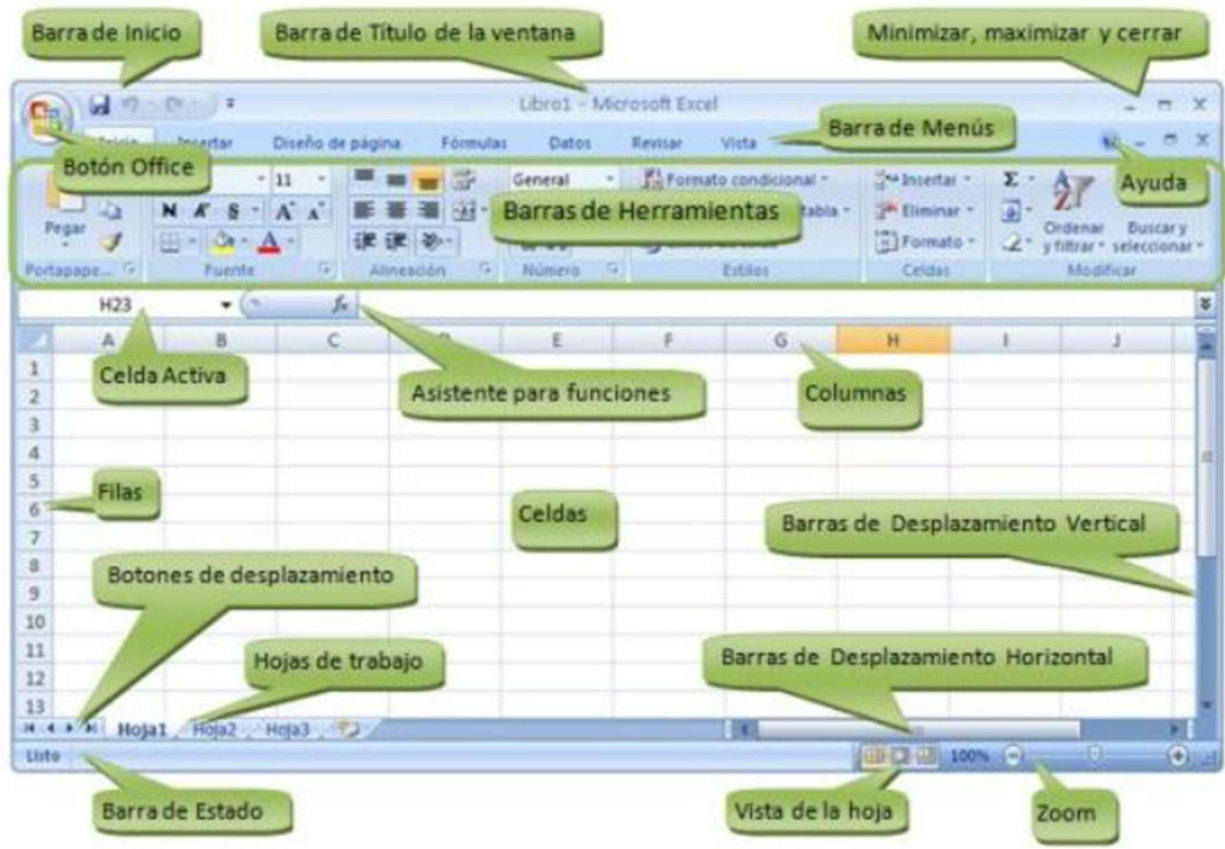 Barra de Inicio
Barra de Título de la ventana
Minimizar, maximizar y cerrar
Libro1 - Microsoft Excel
Inicio Insertar Diseño de página Fórmulas Datos Revisar Vista
Barra de Menús
Botón Office
Ayuda
11 General Formato condicional Insertar Σ
Pegar N K S A A Barras de Herramientas tabla Eliminar Ordenar y filtrar Buscar y seleccionar
A Formato
Portapape... Fuente Alineación Número Estilos Celdas Modificar
H23 fx
A B C E F G H I J
Celda Activa
Asistente para funciones
Columnas
1
2
3
4
5
6
7
8
9
10
11
12
13
Filas
Celdas
Barras de Desplazamiento Vertical
Botones de desplazamiento
Hojas de trabajo
Barras de Desplazamiento Horizontal
Hoja1 Hoja2 Hoja3
Listo 100%
Barra de Estado
Vista de la hoja
Zoom